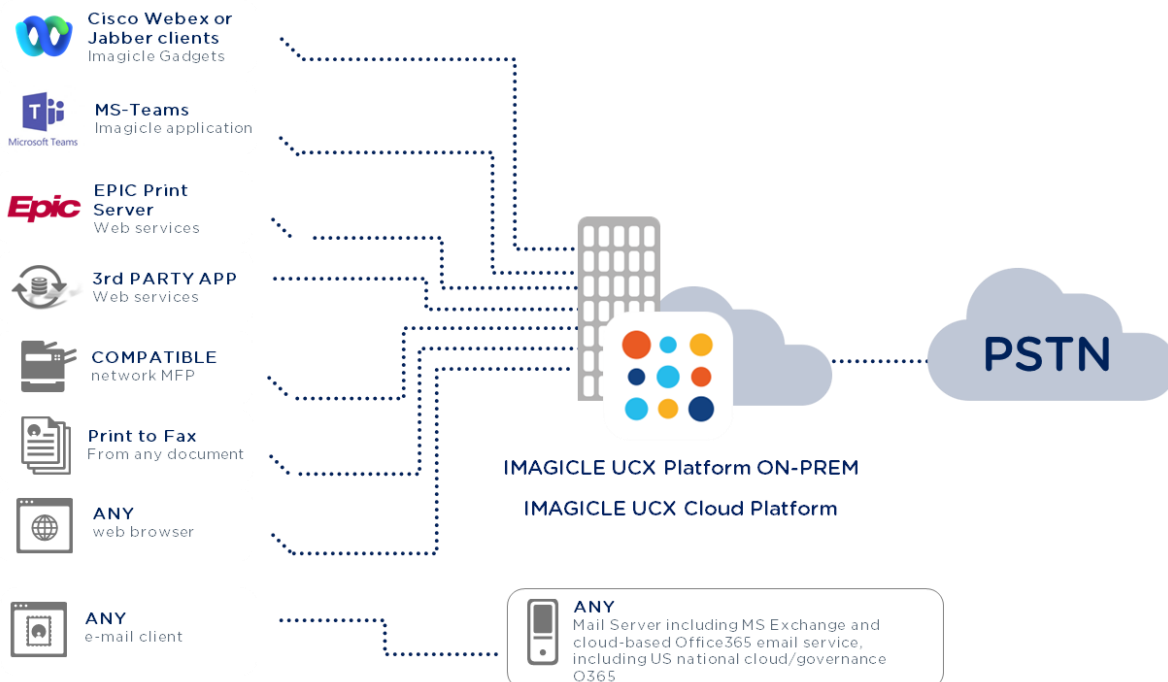 Cisco Webex or
Jabber clients
Imagicle Gadgets
Microsoft Teams
MS-Teams
Imagicle application
Epic
EPIC Print
Server
Web services
3rd PARTY APP
Web services
COMPATIBLE
network MFP
Print to Fax
From any document
ANY
web browser
ANY
e-mail client
IMAGICLE UCX Platform ON-PREM
IMAGICLE UCX Cloud Platform
PSTN
ANY
Mail Server including MS Exchange and
cloud-based Office365 email service,
including US national cloud/governance
O365